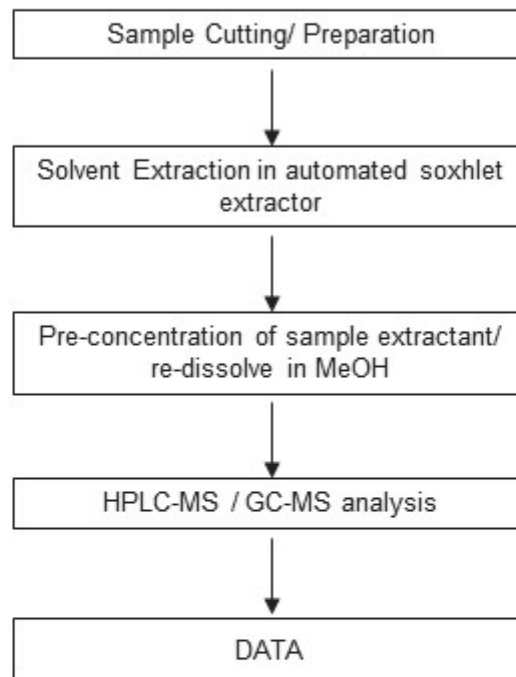 Sample Cutting/ Preparation
Solvent Extraction in automated soxhlet
extractor
Pre-concentration of sample extractant/
re-dissolve in MeOH
HPLC-MS / GC-MS analysis
DATA